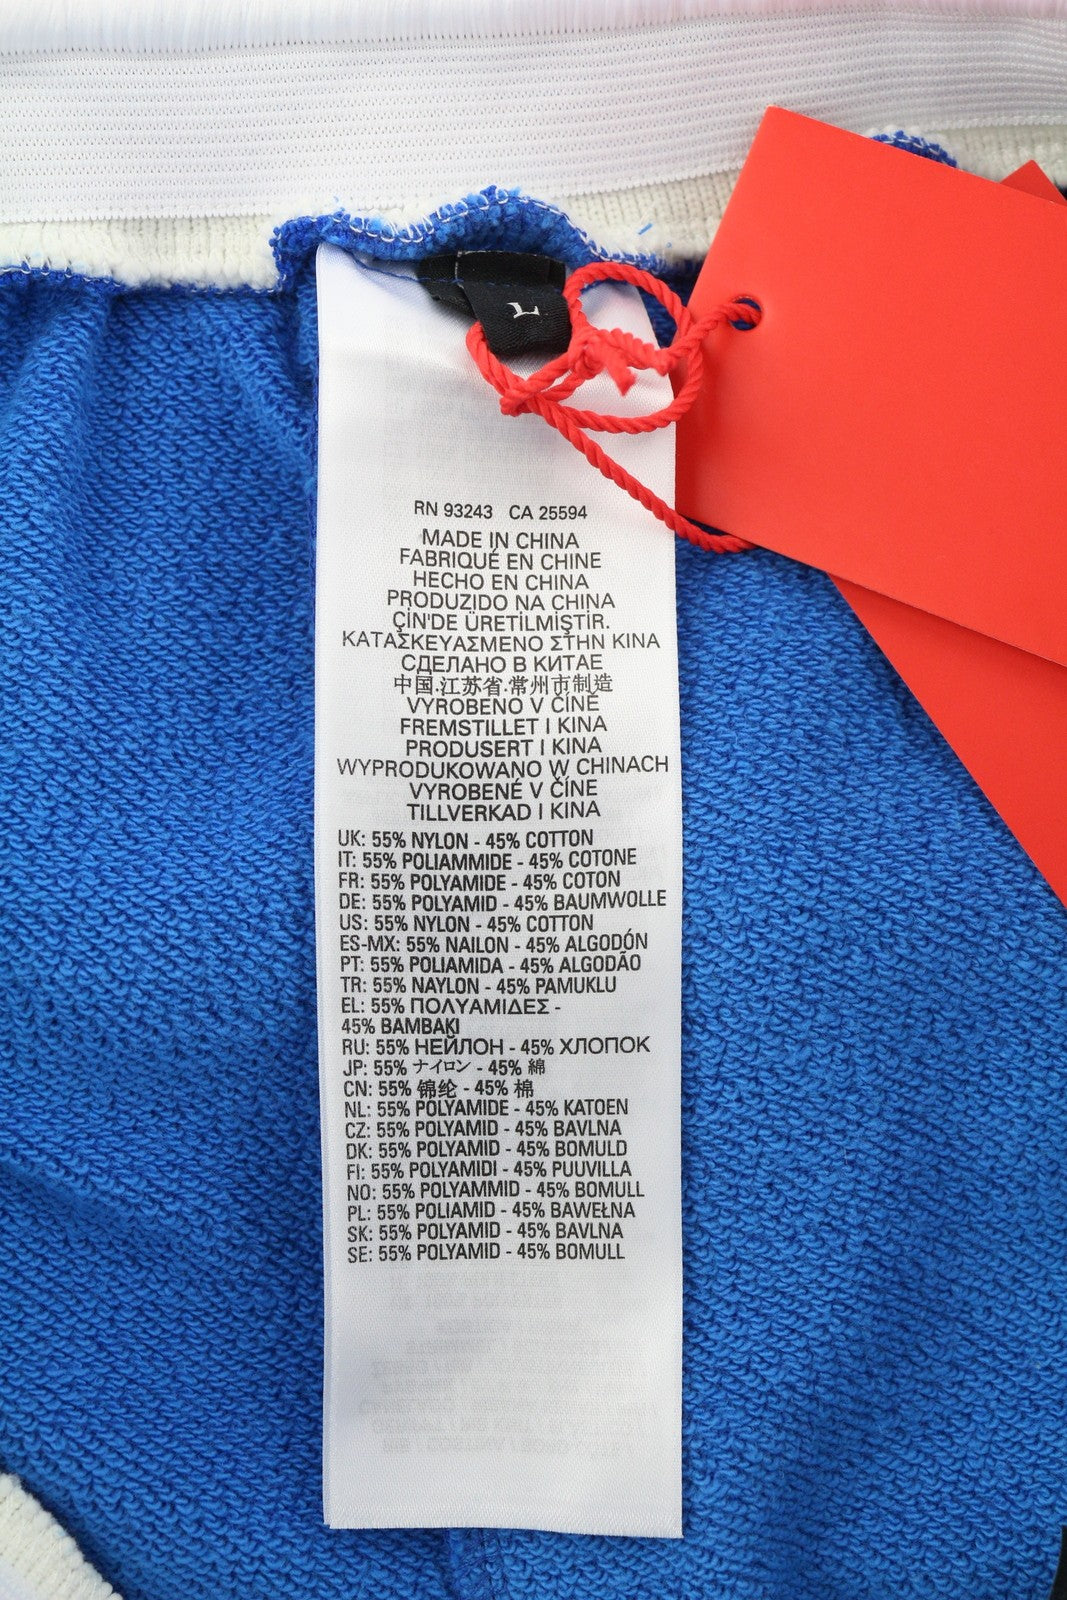 L
RN 93243 CA 25594
MADE IN CHINA
FABRIQUÉ EN CHINE
HECHO EN CHINA
PRODUZIDO NA CHINA
ÇİN'DE ÜRETİLMİŞTİR.
ΚΑΤΑΣΚΕΥΑΣΜΕΝΟ ΣΤΗΝ ΚΙΝΑ
СДЕЛАНО В КИТАЕ
中国.江苏省.常州市制造
VYROBENO V ČÍNĚ
FREMSTILLET I KINA
PRODUSERT I KINA
WYPRODUKOWANO W CHINACH
VYROBENÉ V ČÍNE
TILLVERKAD I KINA
UK: 55% NYLON - 45% COTTON
IT: 55% POLIAMMIDE - 45% COTONE
FR: 55% POLYAMIDE - 45% COTON
DE: 55% POLYAMID - 45% BAUMWOLLE
US: 55% NYLON - 45% COTTON
ES-MX: 55% NAILON - 45% ALGODÓN
PT: 55% POLIAMIDA - 45% ALGODÃO
TR: 55% NAYLON - 45% PAMUKLU
EL: 55% ΠΟΛΥΑΜΙΔΕΣ -
45% ΒΑΜΒΑΚΙ
RU: 55% НЕЙЛОН - 45% ХЛОПОК
JP: 55% ナイロン - 45% 綿
CN: 55% 锦纶 - 45% 棉
NL: 55% POLYAMIDE - 45% KATOEN
CZ: 55% POLYAMID - 45% BAVLNA
DK: 55% POLYAMID - 45% BOMULD
FI: 55% POLYAMIDI - 45% PUUVILLA
NO: 55% POLYAMMID - 45% BOMULL
PL: 55% POLIAMID - 45% BAWEŁNA
SK: 55% POLYAMID - 45% BAVLNA
SE: 55% POLYAMID - 45% BOMULL